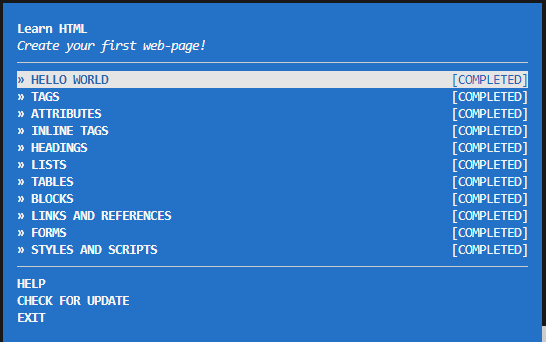 Learn HTML
Create your first web-page!
» HELLO WORLD [COMPLETED]
» TAGS [COMPLETED]
» ATTRIBUTES [COMPLETED]
» INLINE TAGS [COMPLETED]
» HEADINGS [COMPLETED]
» LISTS [COMPLETED]
» TABLES [COMPLETED]
» BLOCKS [COMPLETED]
» LINKS AND REFERENCES [COMPLETED]
» FORMS [COMPLETED]
» STYLES AND SCRIPTS [COMPLETED]
HELP
CHECK FOR UPDATE
EXIT